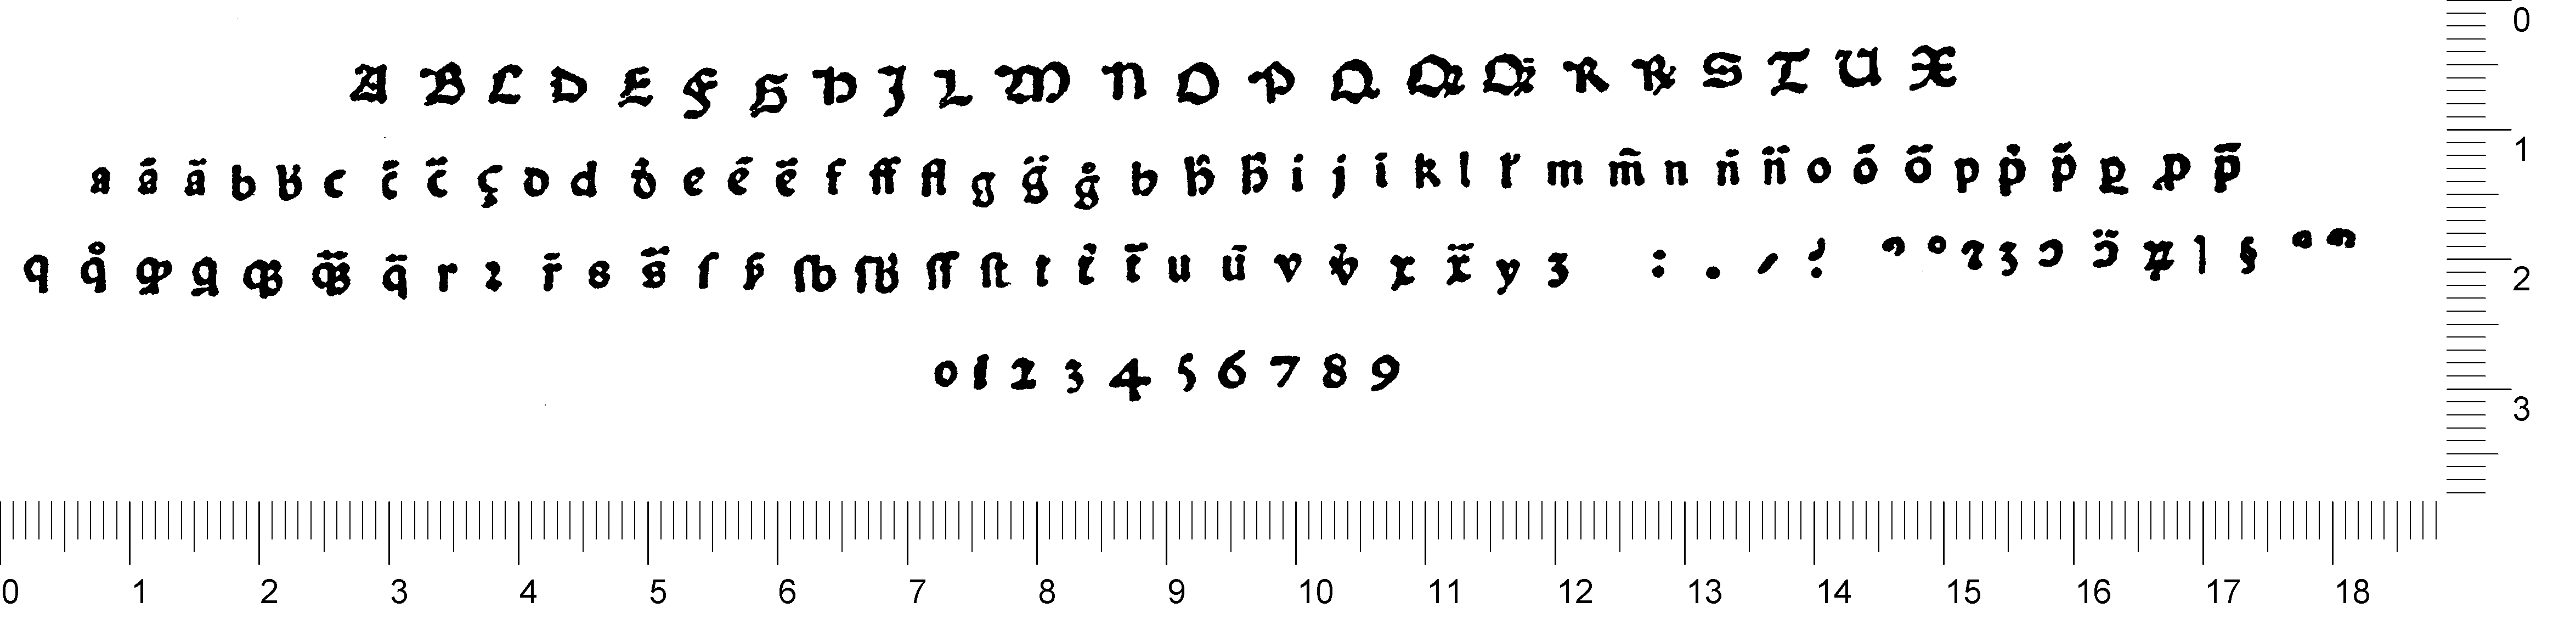 A B C D E F G H J L M N O P Q Q Q R R S T U X
a ā ã b b c c̄ c̃ ç d d d e ē ẽ f ff fl g g̈ g̊ h h̃ h̄ i j ī k l l m m̃ n n̄ n̈ o ō õ p p p̄ p p p̄
q q̊ q q q q̃ q̃ r ꝛ r̄ s s̃ ſ ſ ſb ſ ſſ ſt t t t̄ u ū v v x x̃ y z : . / ⁊ ʒ ɔ §
0 1 2 3 4 5 6 7 8 9
0
1
2
3
0 1 2 3 4 5 6 7 8 9 10 11 12 13 14 15 16 17 18